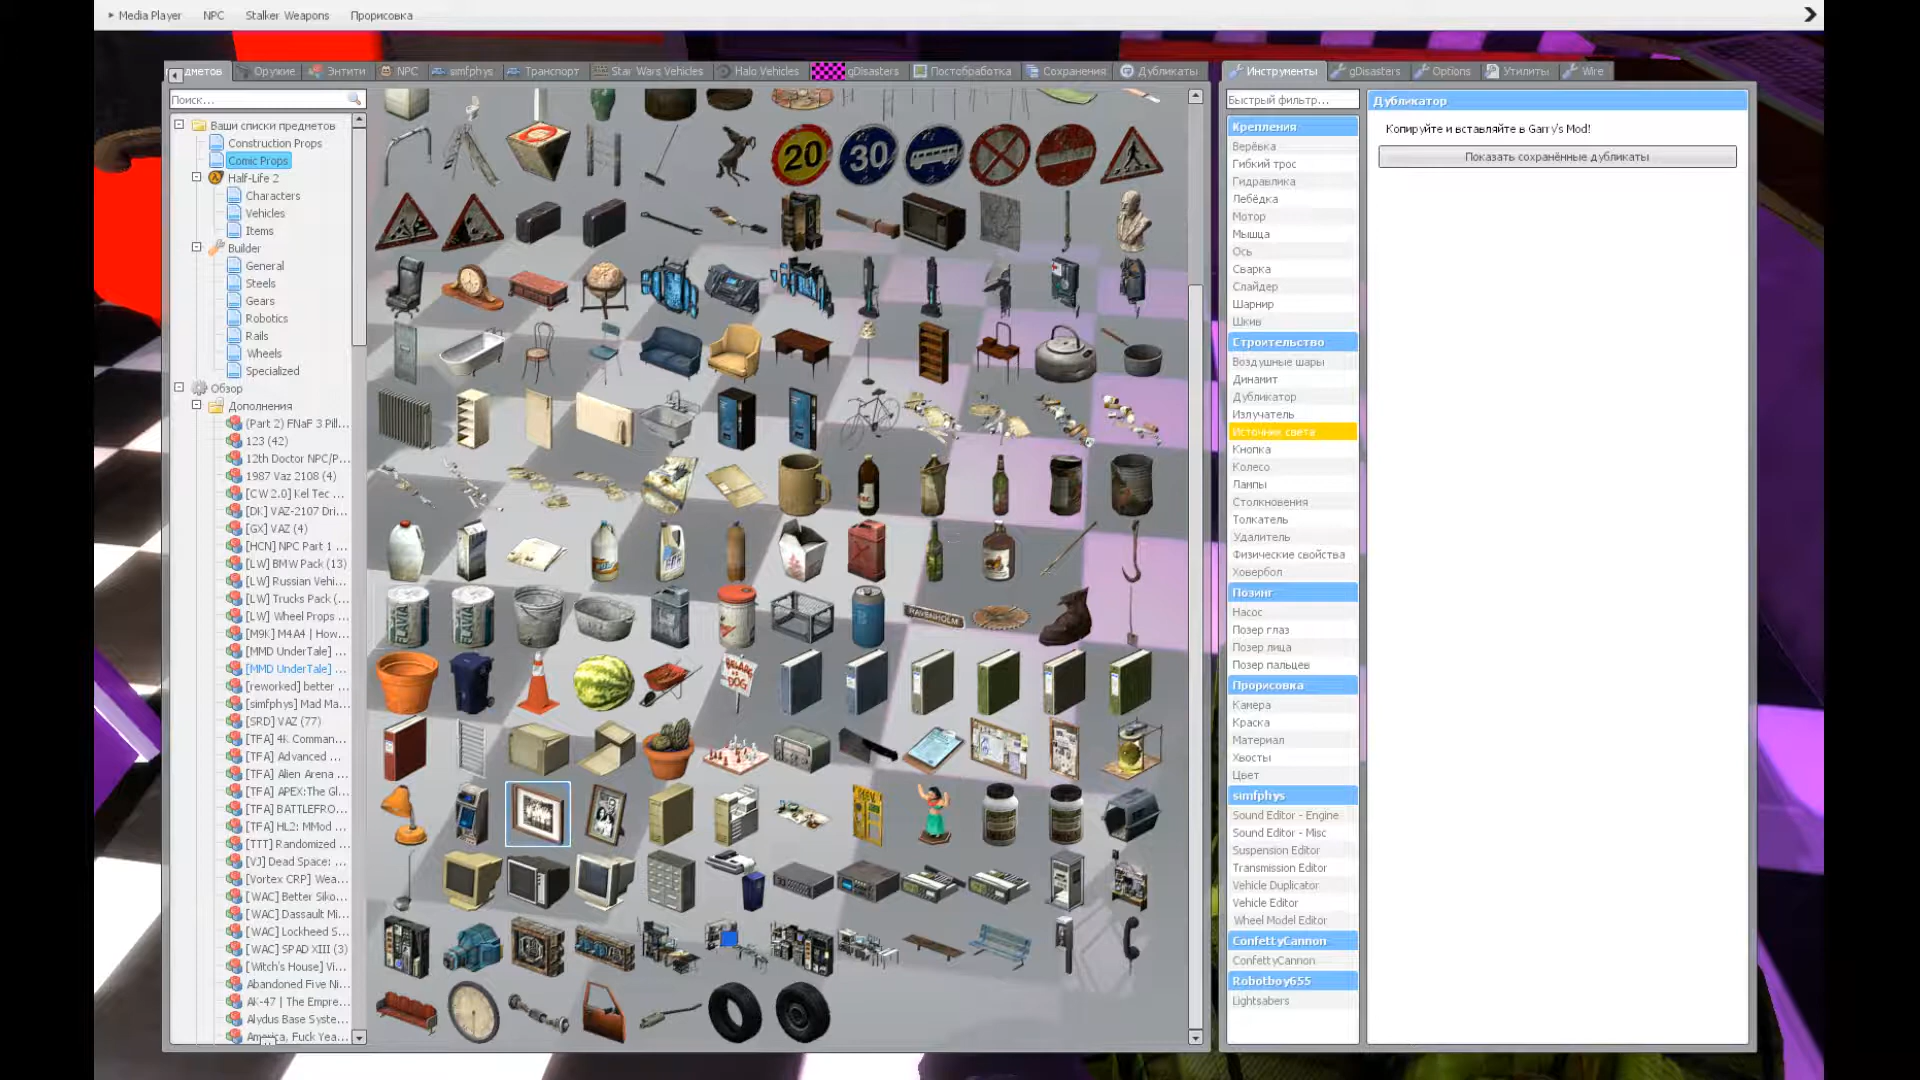 Media Player NPC Stalker Weapons Прорисовка
дметов Оружие Энтити NPC simfphys Транспорт Star Wars Vehicles Halo Vehicles gDisasters Постобработка Сохранения Дубликаты
Поиск...
Ваши списки предметов
Construction Props
Comic Props
Half-Life 2
Characters
Vehicles
Items
Builder
General
Steels
Gears
Robotics
Rails
Wheels
Specialized
Обзор
Дополнения
(Part 2) FNaF 3 Pill...
123 (42)
12th Doctor NPC/P...
1987 Vaz 2108 (4)
[CW 2.0] Kel Tec ...
[DK] VAZ-2107 Dri...
[GX] VAZ (4)
[HCN] NPC Part 1 ...
[LW] BMW Pack (13)
[LW] Russian Vehi...
[LW] Trucks Pack (...
[LW] Wheel Props ...
[M9K] M4A4 | How...
[MMD UnderTale] ...
[MMD UnderTale] ...
[reworked] better ...
[simfphys] Mad Ma...
[SRD] VAZ (77)
[TFA] 4K Comman...
[TFA] Advanced ...
[TFA] Alien Arena ...
[TFA] APEX:The Gl...
[TFA] BATTLEFRO...
[TFA] HL2: MMod ...
[TTT] Randomized ...
[VJ] Dead Space: ...
[Vortex CRP] Wea...
[WAC] Better Siko...
[WAC] Dassault Mi...
[WAC] Lockheed S...
[WAC] SPAD XIII (3)
[Witch's House] Vi...
Abandoned Five Ni...
AK-47 | The Empre...
Alydus Base Syste...
America, Fuck Yea...
20
30
RAVENHOLM
BEWARE OF DOG
Инструменты gDisasters Options Утилиты Wire
Быстрый фильтр...
Крепления
Верёвка
Гибкий трос
Гидравлика
Лебёдка
Мотор
Мышца
Ось
Сварка
Слайдер
Шарнир
Шкив
Строительство
Воздушные шары
Динамит
Дубликатор
Излучатель
Источник света
Кнопка
Колесо
Лампы
Столкновения
Толкатель
Удалитель
Физические свойства
Ховербол
Позинг
Насос
Позер глаз
Позер лица
Позер пальцев
Прорисовка
Камера
Краска
Материал
Хвосты
Цвет
simfphys
Sound Editor - Engine
Sound Editor - Misc
Suspension Editor
Transmission Editor
Vehicle Duplicator
Vehicle Editor
Wheel Model Editor
ConfettyCannon
ConfettyCannon
Robotboy655
Lightsabers
Дубликатор
Копируйте и вставляйте в Garry's Mod!
Показать сохранённые дубликаты